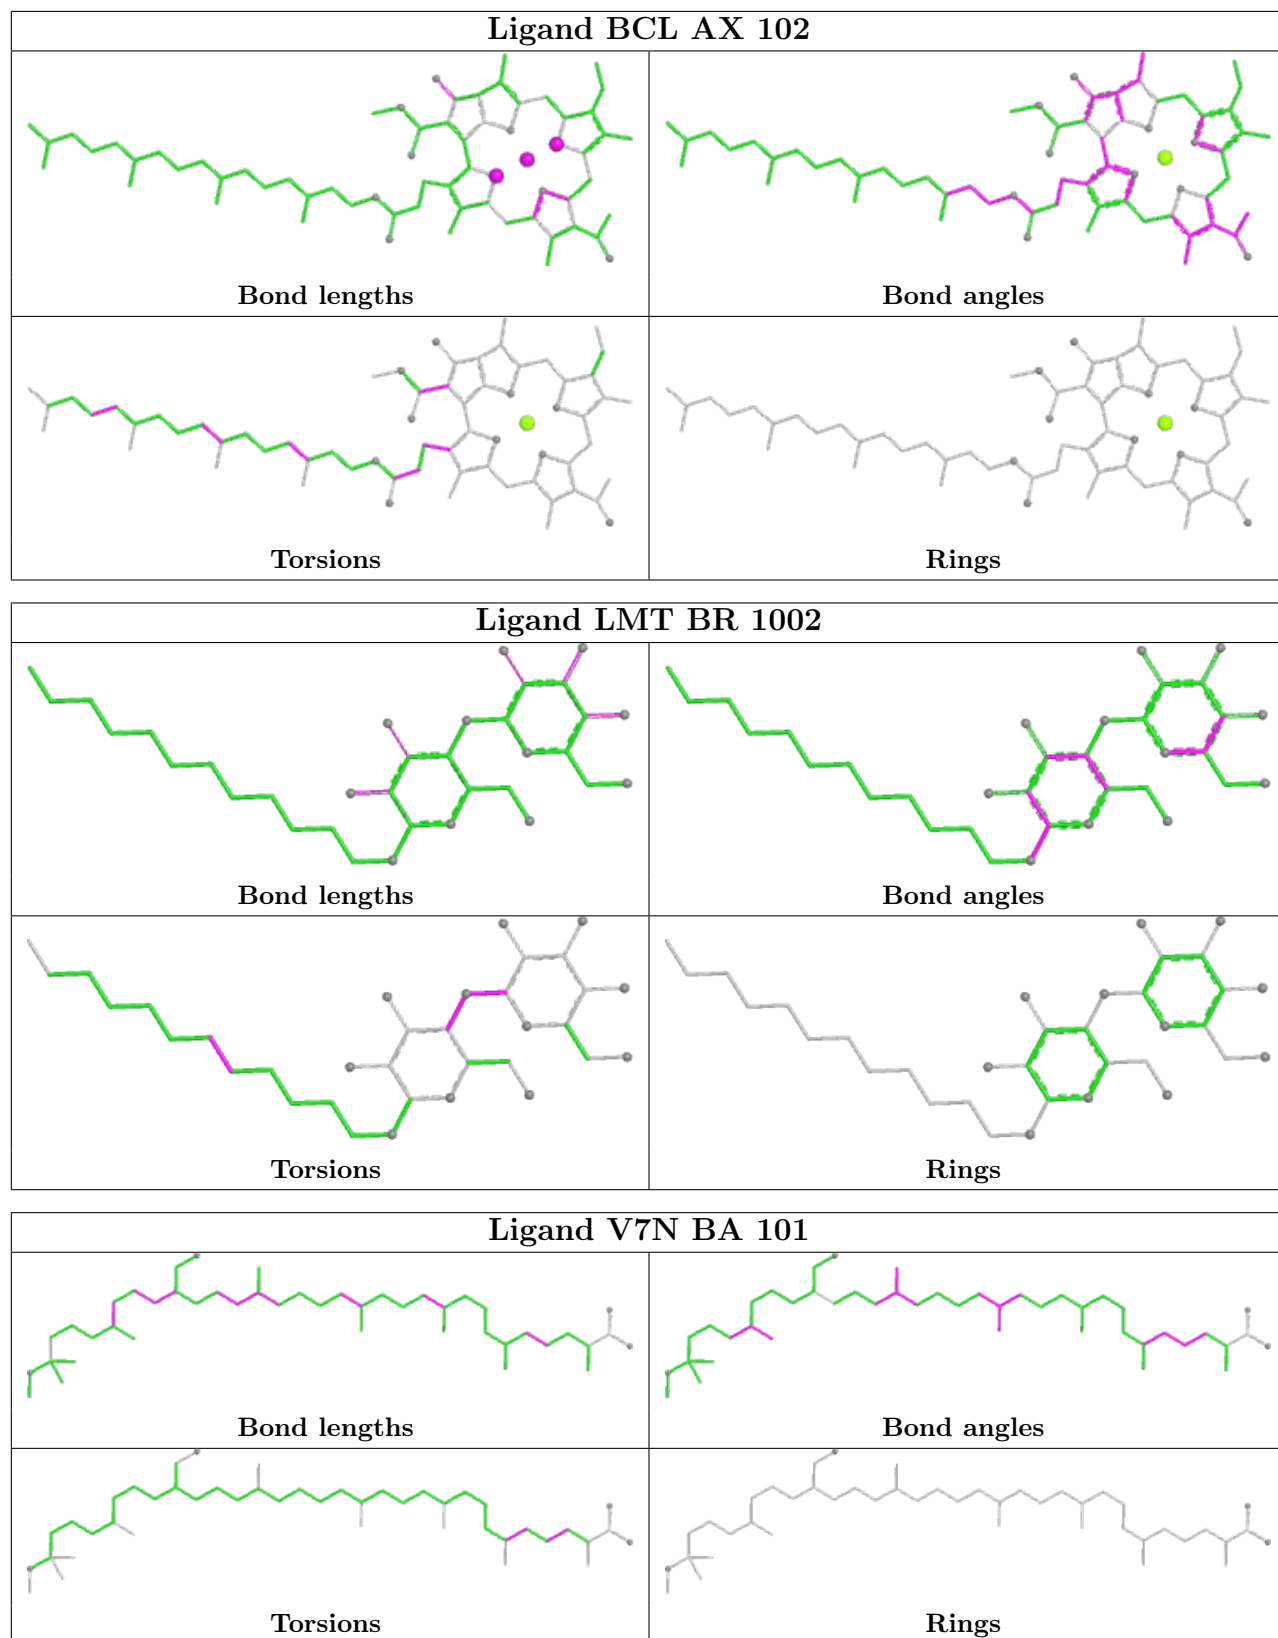 Ligand BCL AX 102
Bond lengths Bond angles
Torsions Rings
Ligand LMT BR 1002
Bond lengths Bond angles
Torsions Rings
Ligand V7N BA 101
Bond lengths Bond angles
Torsions Rings